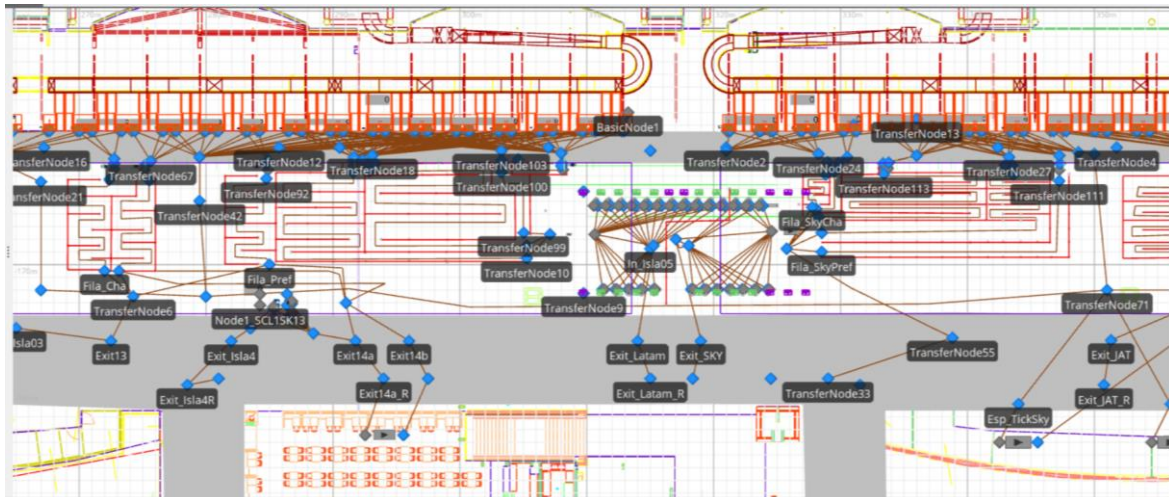 BasicNode1
TransferNode13
TransferNode16
TransferNode12
TransferNode103
TransferNode2
TransferNode24
TransferNode4
TransferNode67
TransferNode18
TransferNode27
TransferNode21
TransferNode92
TransferNode100
TransferNode113
TransferNode111
TransferNode42
Fila_SkyCha
TransferNode99
In_Isla05
Fila_SkyPref
TransferNode10
Fila_Cha
Fila_Pref
TransferNode6
TransferNode9
TransferNode71
Node1_SCL1SK13
Isla03
Exit13
Exit_Isla4
Exit14a
Exit14b
Exit_Latam
Exit_SKY
TransferNode55
Exit_JAT
Exit_Isla4R
Exit14a_R
Exit_Latam_R
TransferNode33
Exit_JAT_R
Esp_TickSky